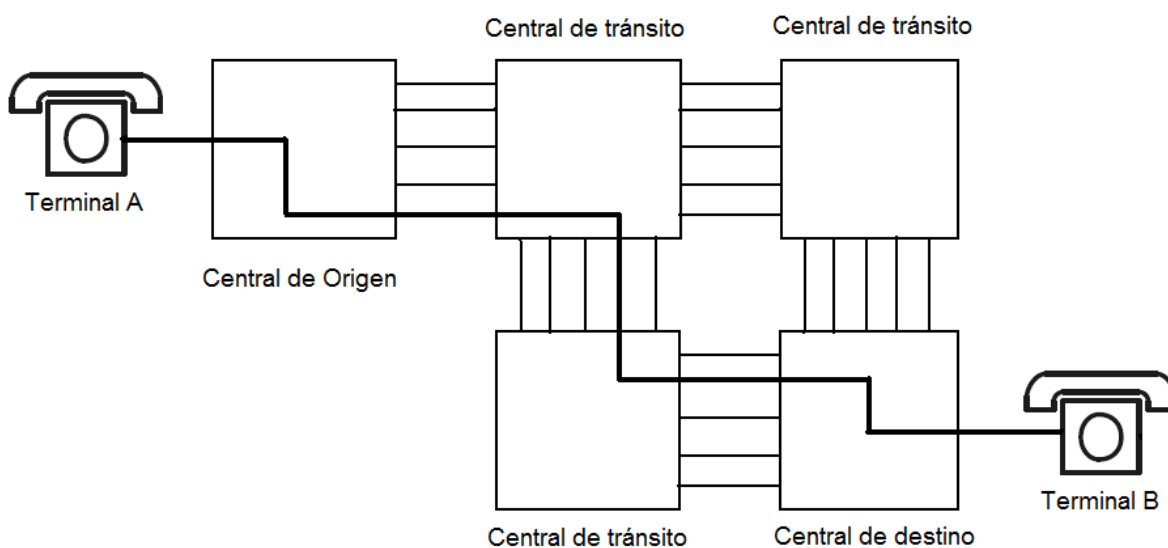 Central de tránsito
Central de tránsito
Terminal A
Central de Origen
Terminal B
Central de tránsito
Central de destino